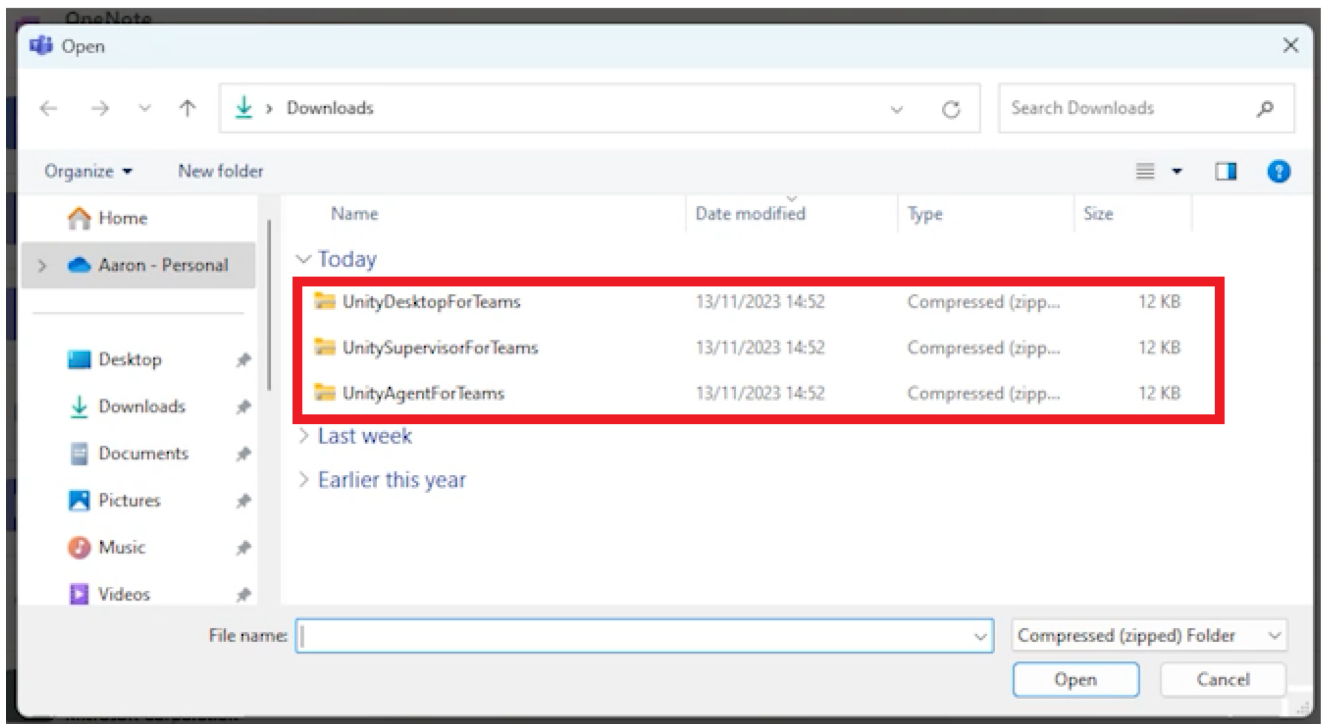 OneNote
Open
Downloads
Search Downloads
Organize
New folder
Home
Aaron - Personal
Desktop
Downloads
Documents
Pictures
Music
Videos
Name Date modified Type Size
Today
UnityDesktopForTeams 13/11/2023 14:52 Compressed (zipp... 12 KB
UnitySupervisorForTeams 13/11/2023 14:52 Compressed (zipp... 12 KB
UnityAgentForTeams 13/11/2023 14:52 Compressed (zipp... 12 KB
Last week
Earlier this year
File name:
Compressed (zipped) Folder
Open
Cancel
Microsoft Corporation